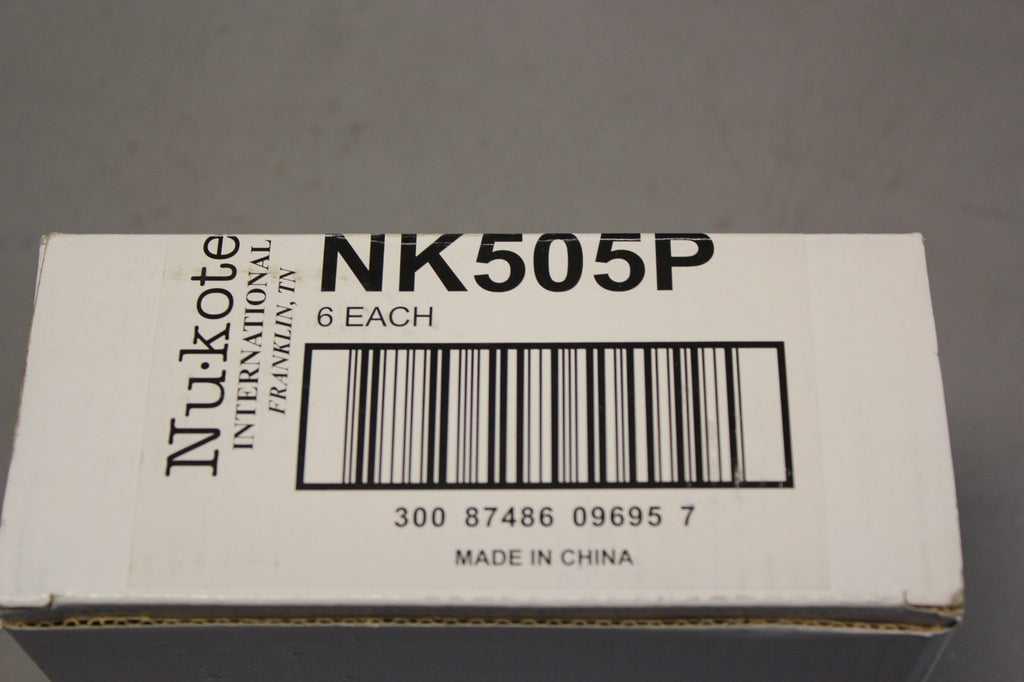 Nu·kote
INTERNATIONAL
FRANKLIN, TN
NK505P
6 EACH
300 87486 09695 7
MADE IN CHINA